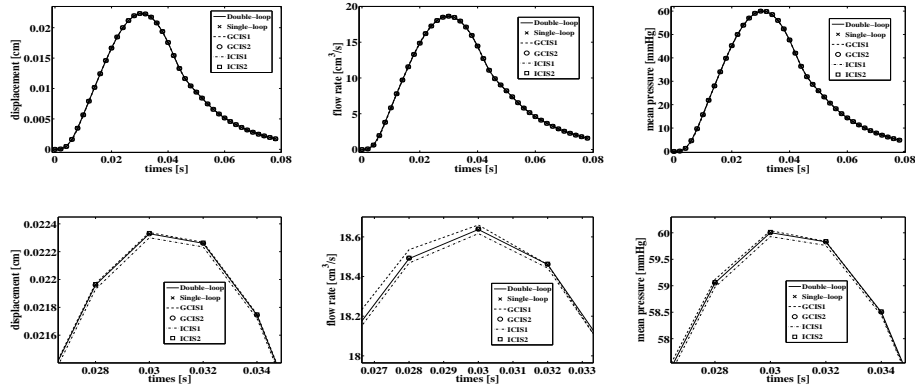 displacement [cm]
0.02
0.015
0.01
0.005
0
0
0.02
0.04
0.06
0.08
times [s]
Double-loop
Single-loop
GCIS1
GCIS2
ICIS1
ICIS2
flow rate [cm3/s]
20
15
10
5
0
0
0.02
0.04
0.06
0.08
times [s]
Double-loop
Single-loop
GCIS1
GCIS2
ICIS1
ICIS2
mean pressure [mmHg]
60
50
40
30
20
10
0
0
0.02
0.04
0.06
0.08
times [s]
Double-loop
Single-loop
GCIS1
GCIS2
ICIS1
ICIS2
displacement [cm]
0.0224
0.0222
0.022
0.0218
0.0216
0.028
0.03
0.032
0.034
times [s]
Double-loop
Single-loop
GCIS1
GCIS2
ICIS1
ICIS2
flow rate [cm3/s]
18.6
18.4
18.2
18
0.027
0.028
0.029
0.03
0.031
0.032
0.033
times [s]
Double-loop
Single-loop
GCIS1
GCIS2
ICIS1
ICIS2
mean pressure [mmHg]
60
59.5
59
58.5
58
0.028
0.03
0.032
0.034
times [s]
Double-loop
Single-loop
GCIS1
GCIS2
ICIS1
ICIS2